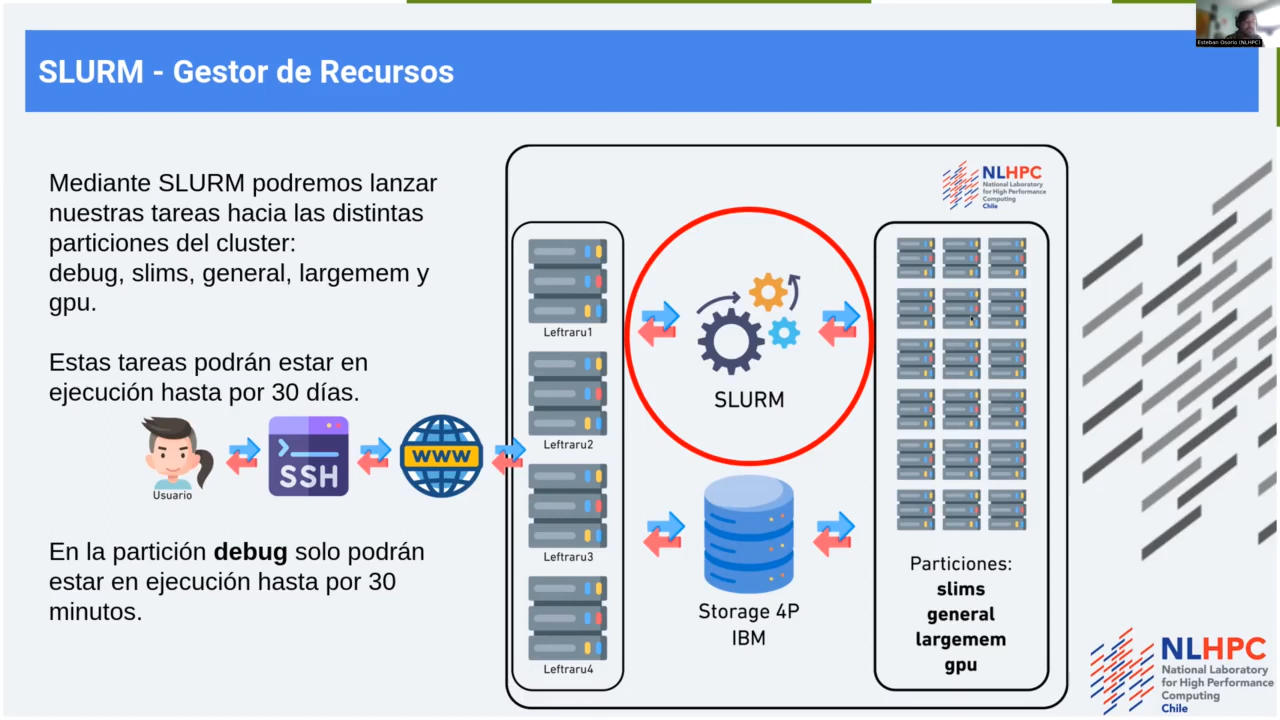 Esteban Osorio (NLHPC)
SLURM - Gestor de Recursos
Mediante SLURM podremos lanzar
nuestras tareas hacia las distintas
particiones del cluster:
debug, slims, general, largemem y
gpu.
Estas tareas podrán estar en
ejecución hasta por 30 días.
Usuario
SSH
WWW
En la partición debug solo podrán
estar en ejecución hasta por 30
minutos.
Leftraru1
Leftraru2
Leftraru3
Leftraru4
SLURM
Storage 4P
IBM
NLHPC
National Laboratory
for High Performance
Computing
Chile
Particiones:
slims
general
largemem
gpu
NLHPC
National Laboratory
for High Performance
Computing
Chile